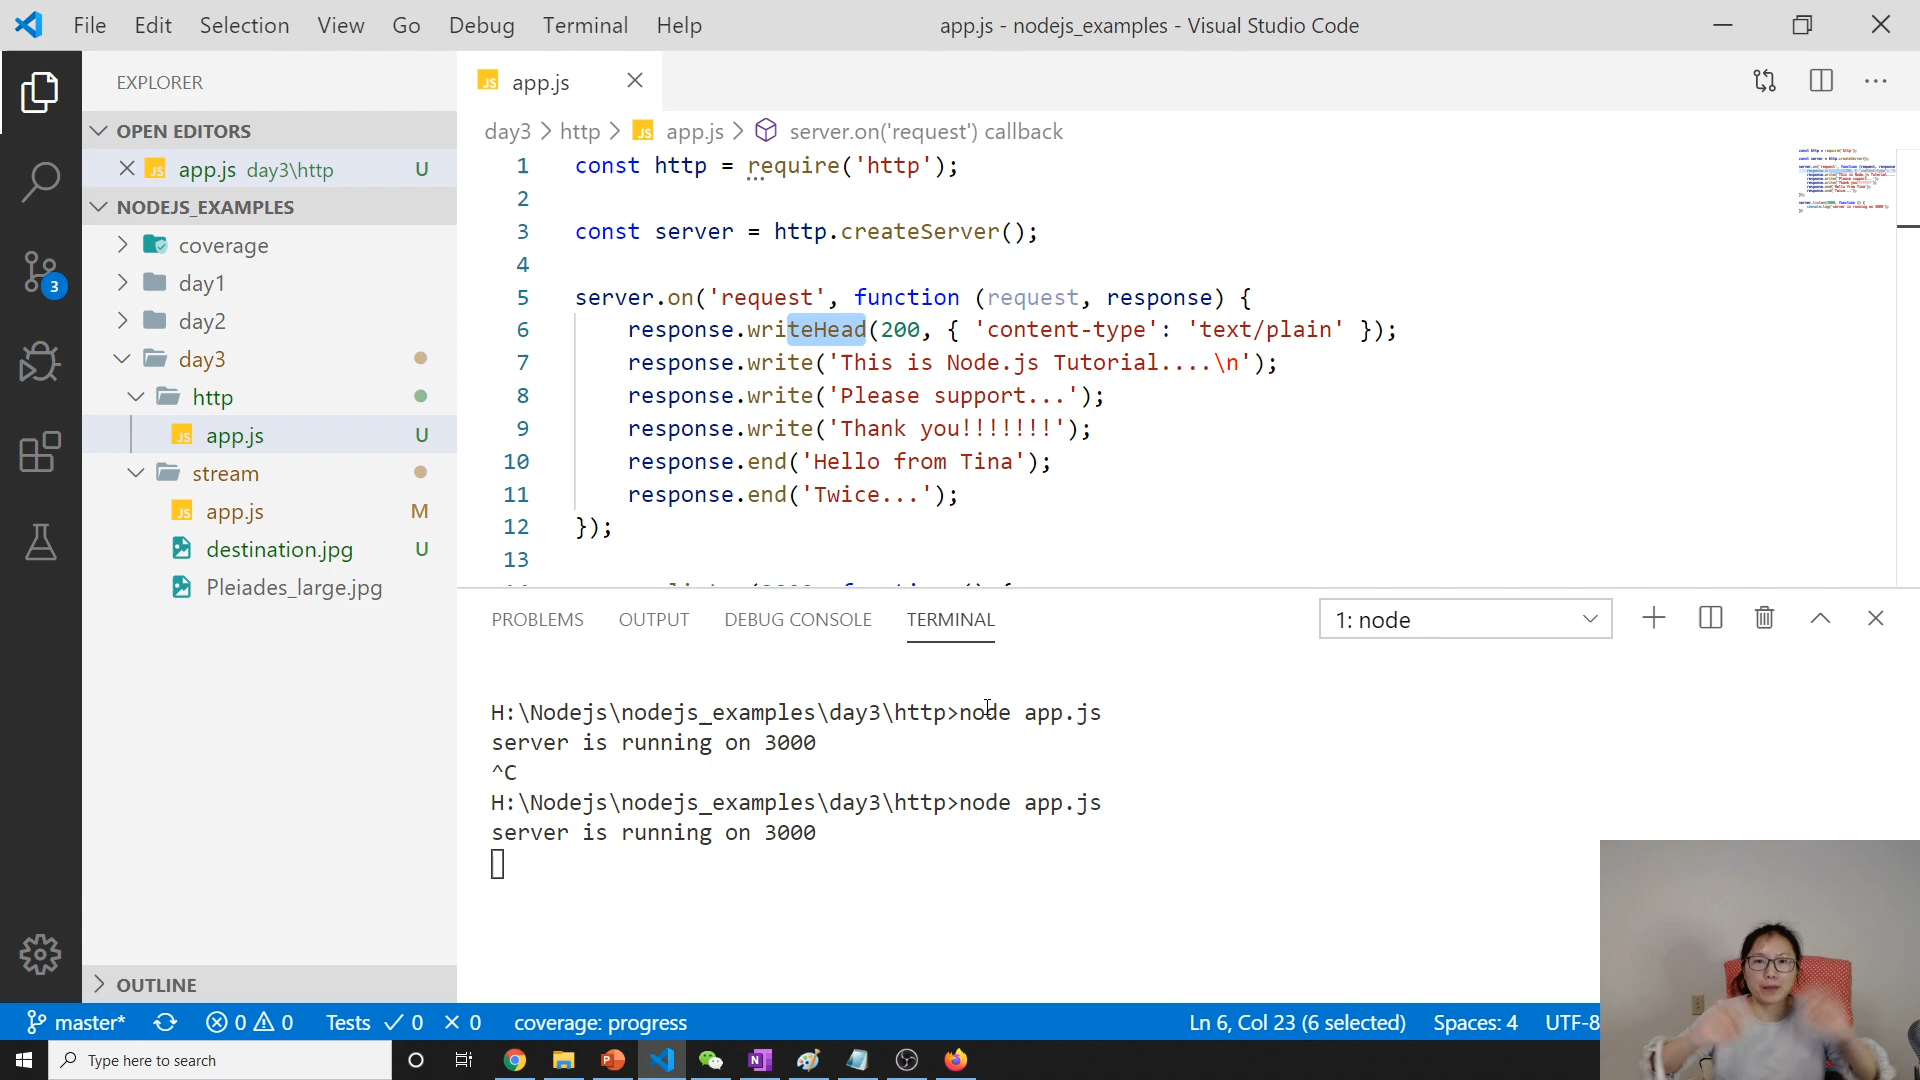 File Edit Selection View Go Debug Terminal Help
app.js - nodejs_examples - Visual Studio Code
EXPLORER
OPEN EDITORS
JS app.js day3\http U
NODEJS_EXAMPLES
coverage
day1
day2
day3
http
JS app.js U
stream
JS app.js M
destination.jpg U
Pleiades_large.jpg
OUTLINE
3
JS app.js
day3 > http > JS app.js > server.on('request') callback
1 const http = require('http');
2
3 const server = http.createServer();
4
5 server.on('request', function (request, response) {
6 response.writeHead(200, { 'content-type': 'text/plain' });
7 response.write('This is Node.js Tutorial....\n');
8 response.write('Please support...');
9 response.write('Thank you!!!!!!!');
10 response.end('Hello from Tina');
11 response.end('Twice...');
12 });
13
PROBLEMS OUTPUT DEBUG CONSOLE TERMINAL
1: node
H:\Nodejs\nodejs_examples\day3\http>node app.js
server is running on 3000
^C
H:\Nodejs\nodejs_examples\day3\http>node app.js
server is running on 3000
master* 0 0 Tests 0 0 coverage: progress
Ln 6, Col 23 (6 selected) Spaces: 4 UTF-8
Type here to search